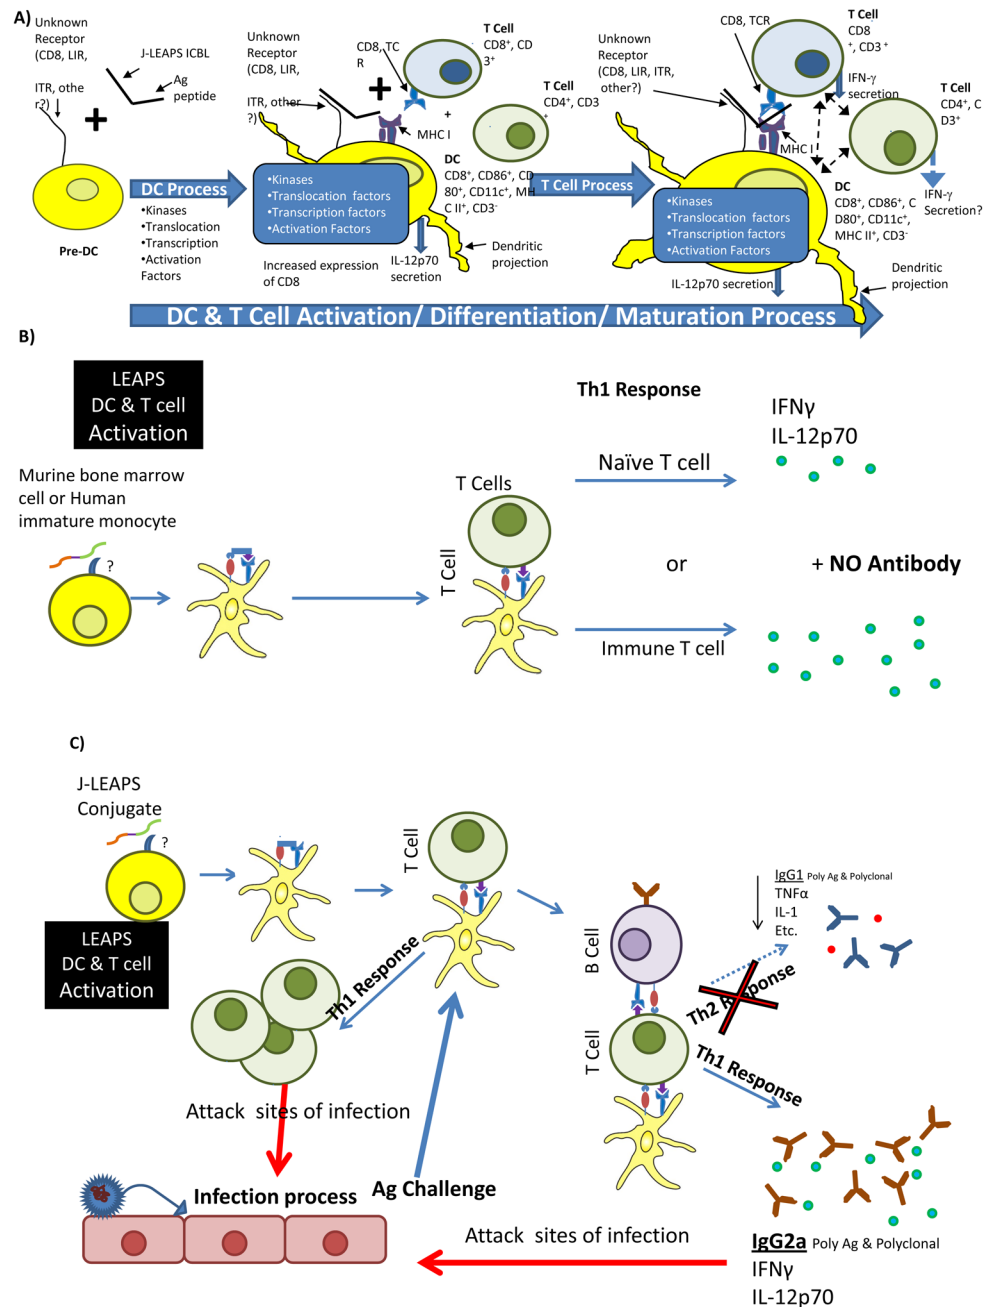 A)
Unknown
Receptor
(CD8, LIR,
ITR, othe
r?)
J-LEAPS ICBL
Ag
peptide
+
Pre-DC
DC Process
•Kinases
•Translocation
•Transcription
•Activation
Factors
Unknown
Receptor
(CD8, LIR,
ITR, other
?)
CD8, TC
R
+
T Cell
CD8⁺, CD
3⁺
+
T Cell
CD4⁺, CD3
+
MHC I
DC
CD8⁺, CD86⁺, CD
80⁺, CD11c⁺, MH
C II⁺, CD3⁻
•Kinases
•Translocation factors
•Transcription factors
•Activation Factors
Increased expression
of CD8
IL-12p70
secretion
Dendritic
projection
T Cell Process
Unknown
Receptor
(CD8, LIR, ITR,
other?)
CD8, TCR
T Cell
CD8
⁺, CD3 ⁺
IFN-γ
secretion
T Cell
CD4⁺, C
D3⁺
MHC I
DC
CD8⁺, CD86⁺, C
D80⁺, CD11c⁺,
MHC II⁺, CD3⁻
IFN-γ
Secretion?
•Kinases
•Translocation factors
•Transcription factors
•Activation Factors
IL-12p70 secretion
Dendritic
projection
DC & T Cell Activation/ Differentiation/ Maturation Process
B)
LEAPS
DC & T cell
Activation
Murine bone marrow
cell or Human
immature monocyte
?
T Cells
T Cell
Th1 Response
Naïve T cell
or
Immune T cell
IFNγ
IL-12p70
+ NO Antibody
C)
J-LEAPS
Conjugate
?
LEAPS
DC & T cell
Activation
T Cell
Th1 Response
B Cell
T Cell
IgG1 Poly Ag & Polyclonal
TNFα
IL-1
Etc.
Th2 Response
Th1 Response
Attack sites of infection
Infection process
Ag Challenge
Attack sites of infection
IgG2a Poly Ag & Polyclonal
IFNγ
IL-12p70